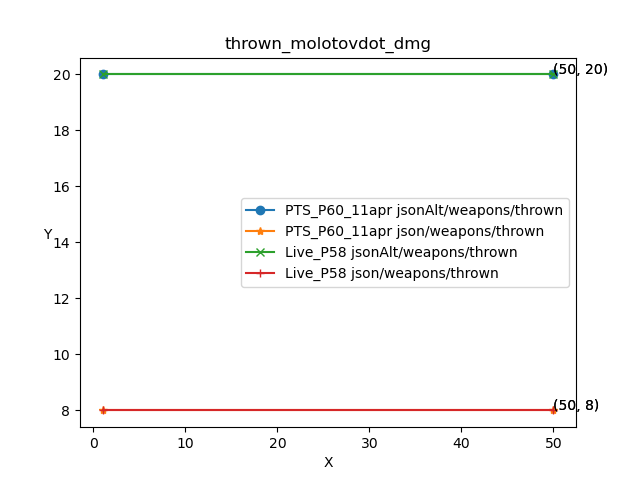 thrown_molotovdot_dmg
20
18
16
14
12
10
8
Y
(50, 20)
PTS_P60_11apr jsonAlt/weapons/thrown
PTS_P60_11apr json/weapons/thrown
Live_P58 jsonAlt/weapons/thrown
Live_P58 json/weapons/thrown
(50, 8)
0 10 20 30 40 50
X